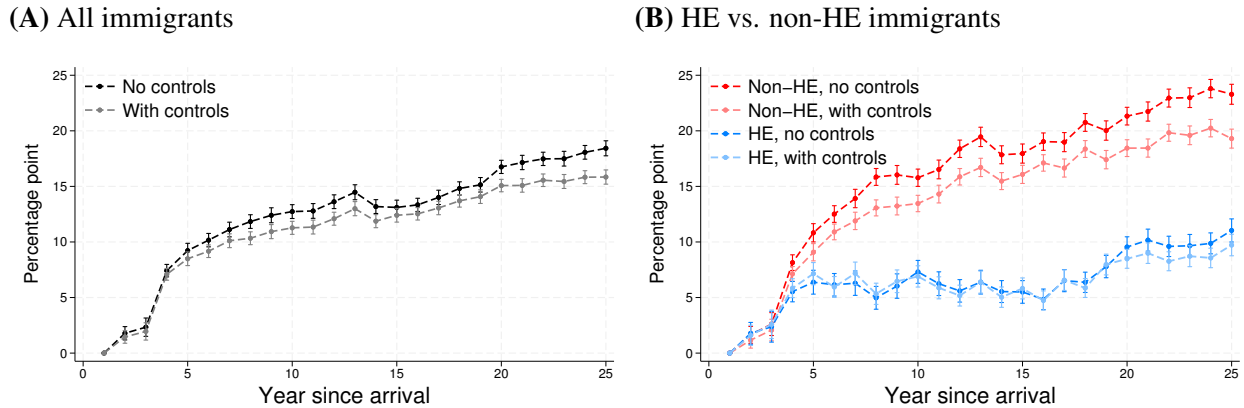 (A) All immigrants
25
20
15
10
5
0
Percentage point
No controls
With controls
0 5 10 15 20 25
Year since arrival
(B) HE vs. non-HE immigrants
25
20
15
10
5
0
Percentage point
Non−HE, no controls
Non−HE, with controls
HE, no controls
HE, with controls
0 5 10 15 20 25
Year since arrival